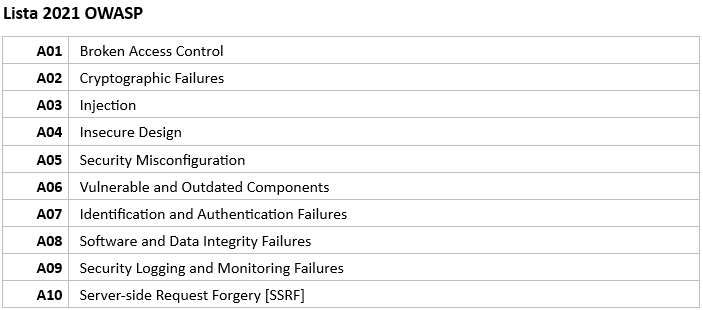 Lista 2021 OWASP
A01 Broken Access Control
A02 Cryptographic Failures
A03 Injection
A04 Insecure Design
A05 Security Misconfiguration
A06 Vulnerable and Outdated Components
A07 Identification and Authentication Failures
A08 Software and Data Integrity Failures
A09 Security Logging and Monitoring Failures
A10 Server-side Request Forgery [SSRF]